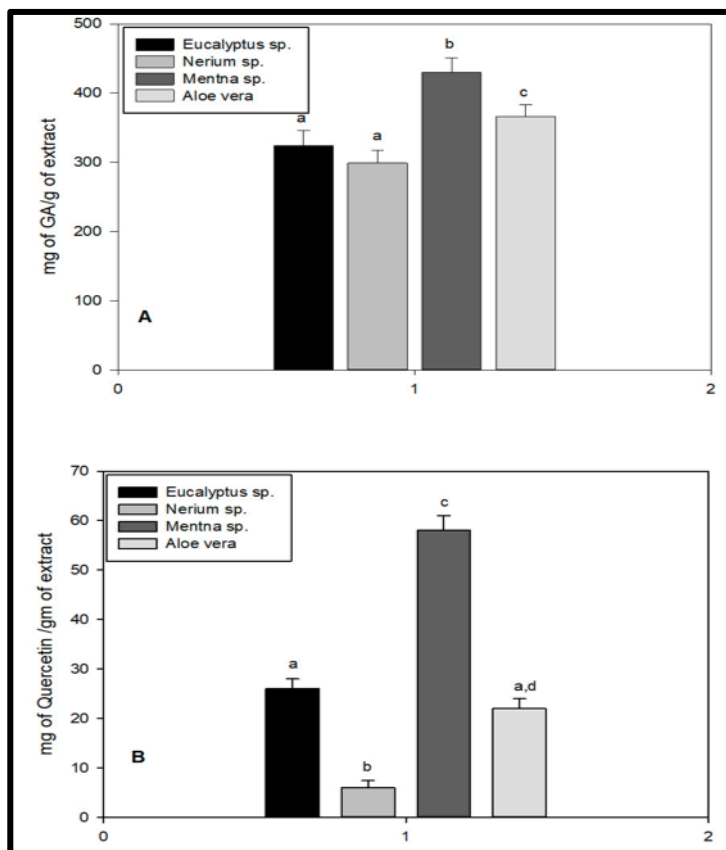 500
400
300
200
100
0
mg of GA/g of extract
Eucalyptus sp.
Nerium sp.
Mentna sp.
Aloe vera
a
a
b
c
A
0
1
2
70
60
50
40
30
20
10
0
mg of Quercetin /gm of extract
Eucalyptus sp.
Nerium sp.
Mentna sp.
Aloe vera
a
b
c
a,d
B
0
1
2